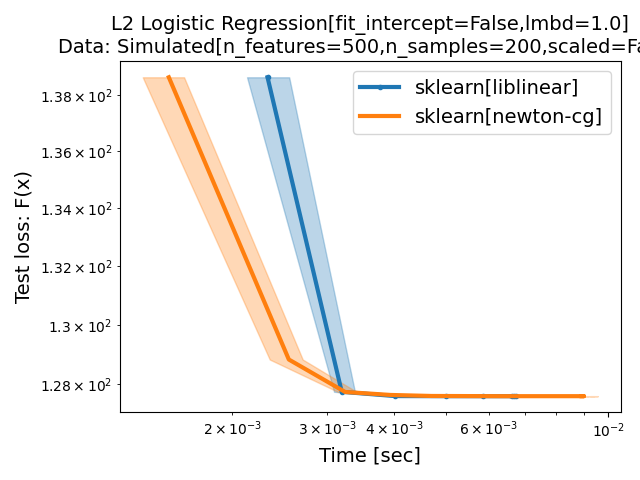 L2 Logistic Regression[fit_intercept=False,lmbd=1.0]
Data: Simulated[n_features=500,n_samples=200,scaled=Fa
sklearn[liblinear]
sklearn[newton-cg]
Test loss: F(x)
1.38 × 10²
1.36 × 10²
1.34 × 10²
1.32 × 10²
1.3 × 10²
1.28 × 10²
2 × 10⁻³
3 × 10⁻³
4 × 10⁻³
6 × 10⁻³
10⁻²
Time [sec]